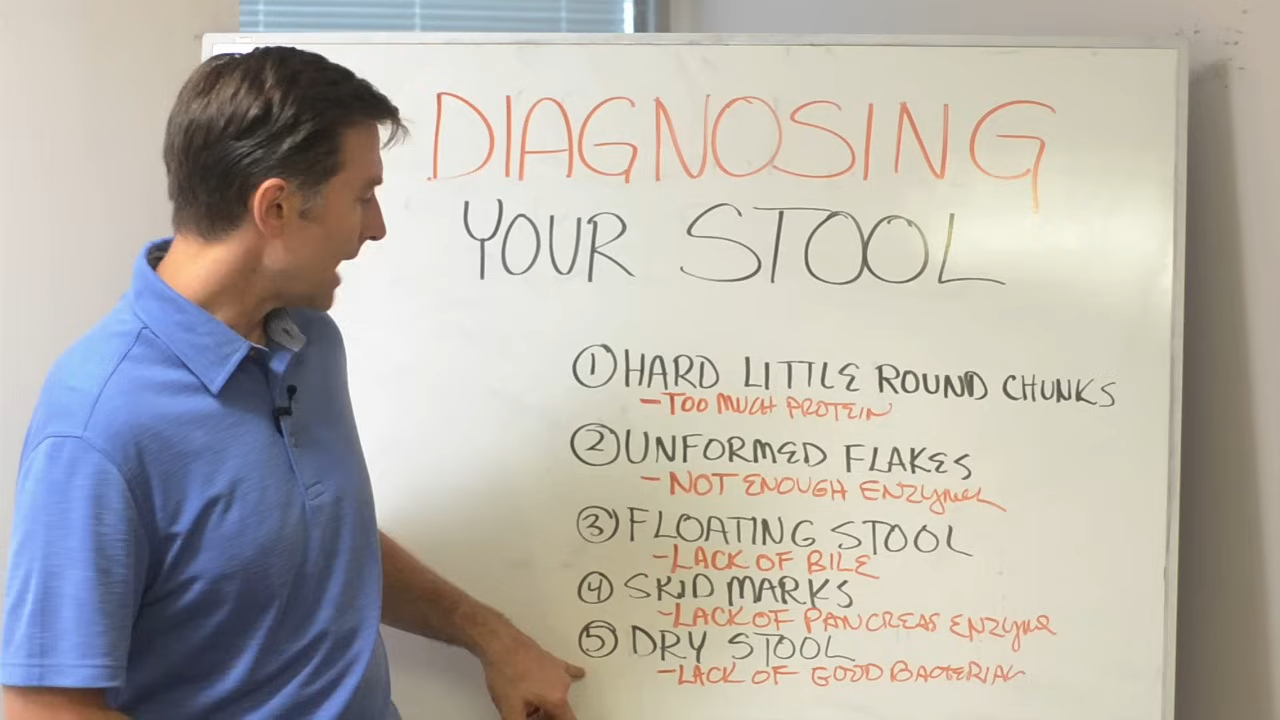 DIAGNOSING
YOUR STOOL
1 HARD LITTLE ROUND CHUNKS
- TOO MUCH PROTEIN
2 UNFORMED FLAKES
- NOT ENOUGH ENZYMES
3 FLOATING STOOL
- LACK OF BILE
4 SKID MARKS
- LACK OF PANCREAS ENZYME
5 DRY STOOL
- LACK OF GOOD BACTERIA